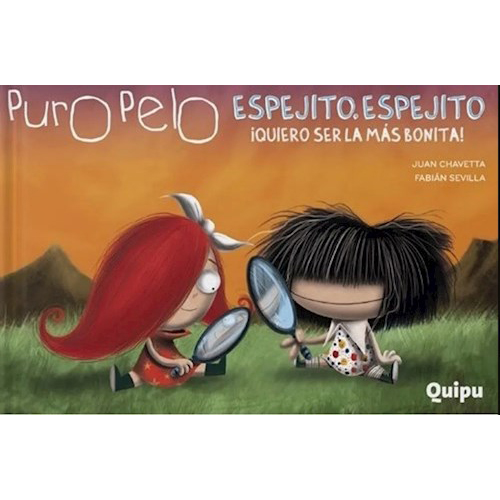 PurO PelO
ESPEJITO, ESPEJITO
¡QUIERO SER LA MÁS BONITA!
JUAN CHAVETTA
FABIÁN SEVILLA
Quipu